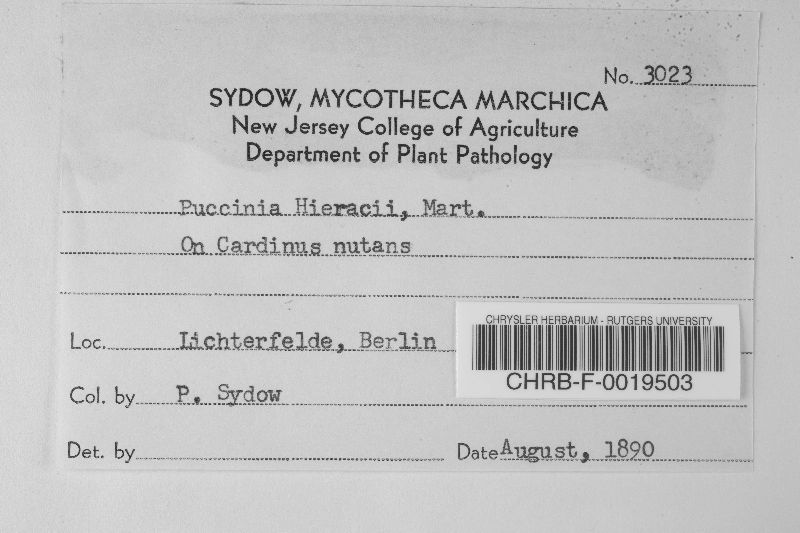 No. 3023
SYDOW, MYCOTHECA MARCHICA
New Jersey College of Agriculture
Department of Plant Pathology
Puccinia Hieracii, Mart.
On Cardinus nutans
Loc. Lichterfelde, Berlin
CHRYSLER HERBARIUM - RUTGERS UNIVERSITY
CHRB-F-0019503
Col. by P. Sydow
Det. by
Date August, 1890